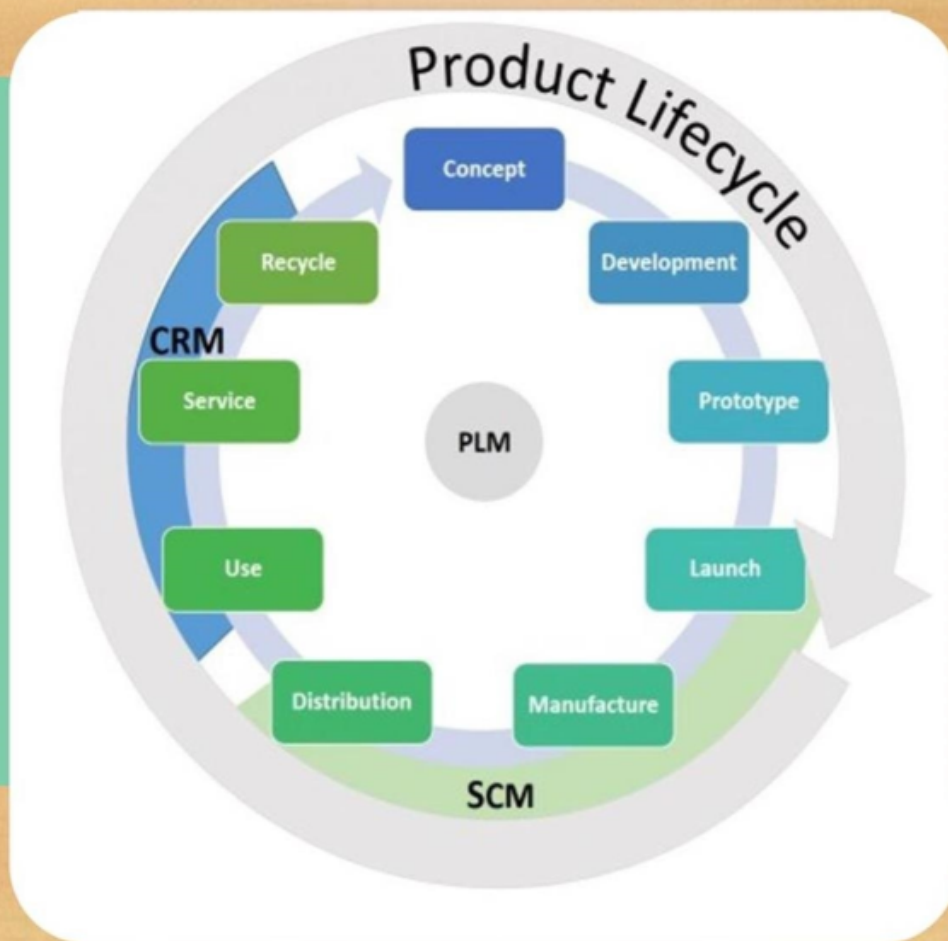 Product Lifecycle
Concept
Development
Prototype
Launch
Manufacture
Distribution
Use
Service
Recycle
CRM
PLM
SCM